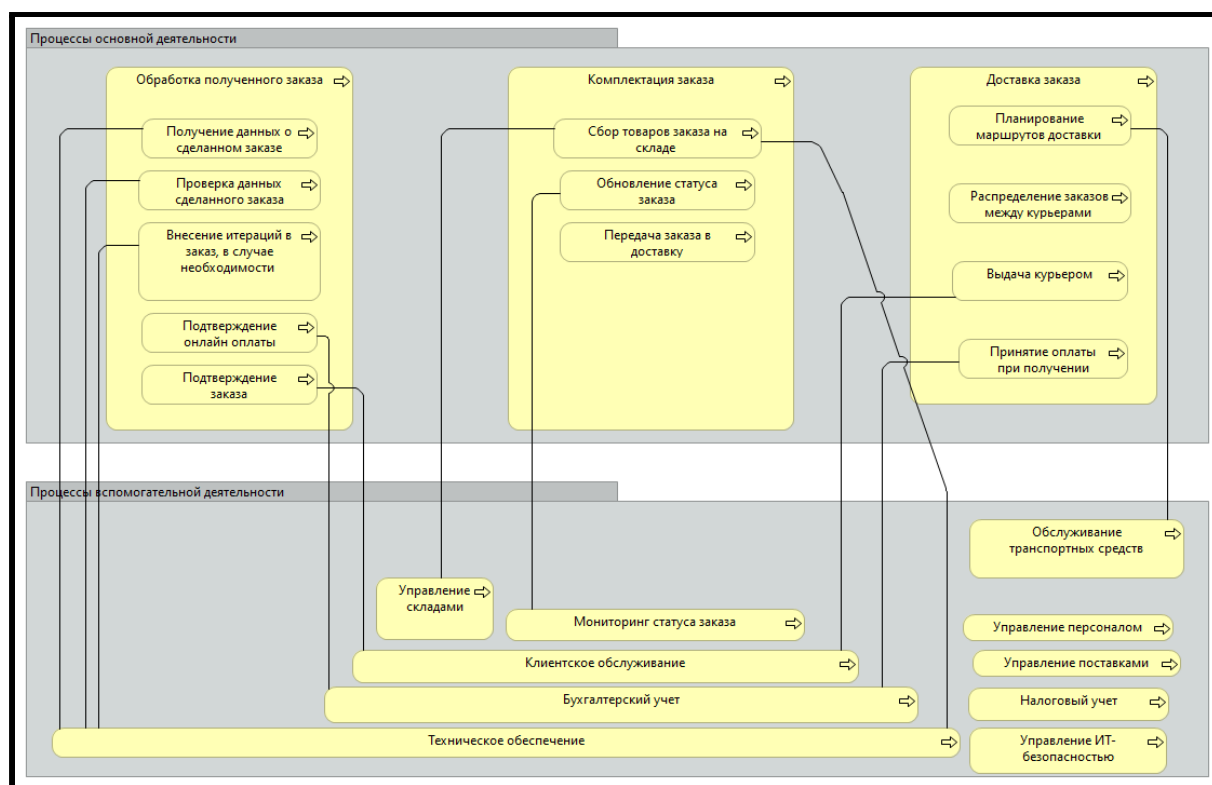 Процессы основной деятельности
Обработка полученного заказа
Получение данных о
сделанном заказе
Проверка данных
сделанного заказа
Внесение итераций в
заказ, в случае
необходимости
Подтверждение
онлайн оплаты
Подтверждение
заказа
Комплектация заказа
Сбор товаров заказа на
складе
Обновление статуса
заказа
Передача заказа в
доставку
Доставка заказа
Планирование
маршрутов доставки
Распределение заказов
между курьерами
Выдача курьером
Принятие оплаты
при получении
Процессы вспомогательной деятельности
Управление
складами
Мониторинг статуса заказа
Клиентское обслуживание
Бухгалтерский учет
Техническое обеспечение
Обслуживание
транспортных средств
Управление персоналом
Управление поставками
Налоговый учет
Управление ИТ-
безопасностью